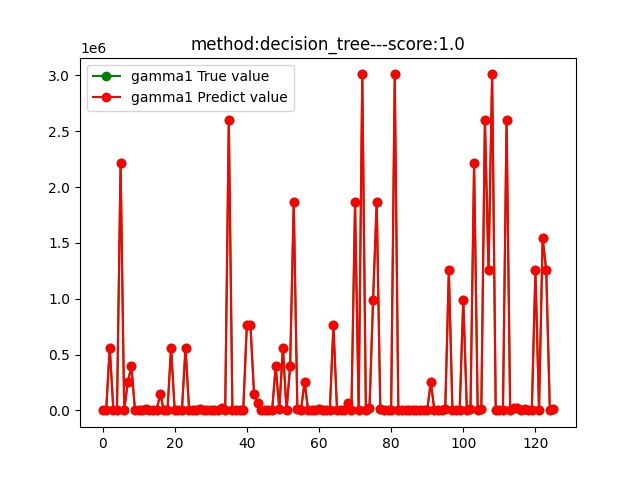 method:decision_tree---score:1.0
1e6
gamma1 True value
gamma1 Predict value
3.0
2.5
2.0
1.5
1.0
0.5
0.0
0 20 40 60 80 100 120